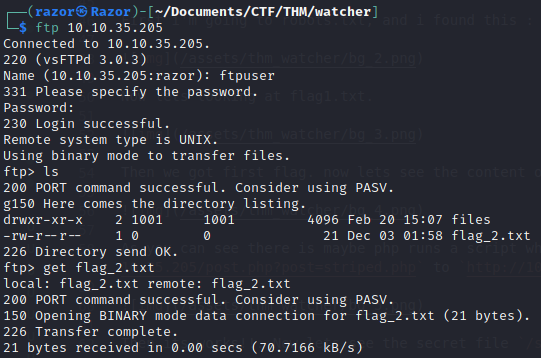 (razor㉿Razor)-[~/Documents/CTF/THM/watcher]
$ ftp 10.10.35.205
Connected to 10.10.35.205.
220 (vsFTPd 3.0.3)
Name (10.10.35.205:razor): ftpuser
331 Please specify the password.
Password:
230 Login successful.
Remote system type is UNIX.
Using binary mode to transfer files.
ftp> ls
200 PORT command successful. Consider using PASV.
g150 Here comes the directory listing.
drwxr-xr-x    2 1001     1001         4096 Feb 20 15:07 files
-rw-r--r--    1 0        0              21 Dec 03 01:58 flag_2.txt
226 Directory send OK.
ftp> get flag_2.txt
local: flag_2.txt remote: flag_2.txt
200 PORT command successful. Consider using PASV.
150 Opening BINARY mode data connection for flag_2.txt (21 bytes).
226 Transfer complete.
21 bytes received in 0.00 secs (70.7166 kB/s)